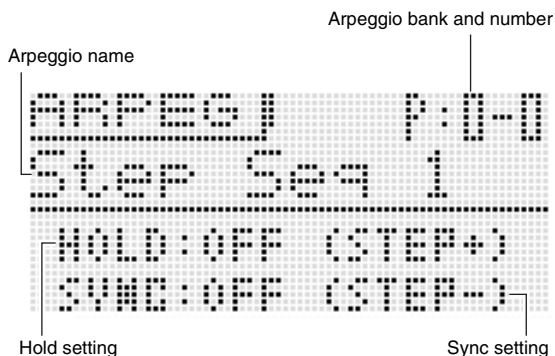 Arpeggio bank and number
Arpeggio name
ARPEG P:0-0
Step Seq 1
HOLD:OFF (STEP+)
SYNC:OFF (STEP-)
Hold setting
Sync setting